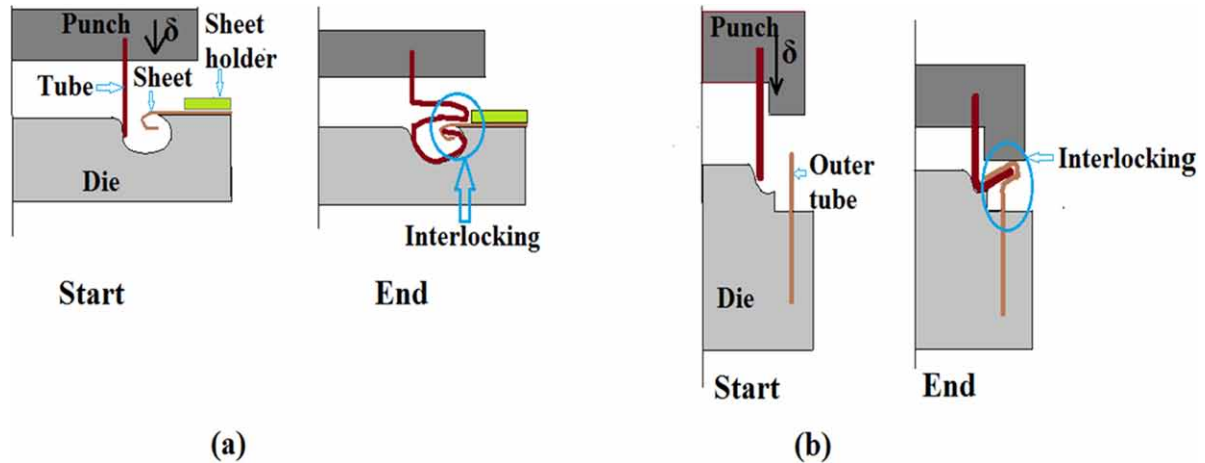 Punch
δ
Sheet
holder
Tube
Sheet
Die
Interlocking
Start
End
(a)
Punch
δ
Outer
tube
Interlocking
Die
Start
End
(b)